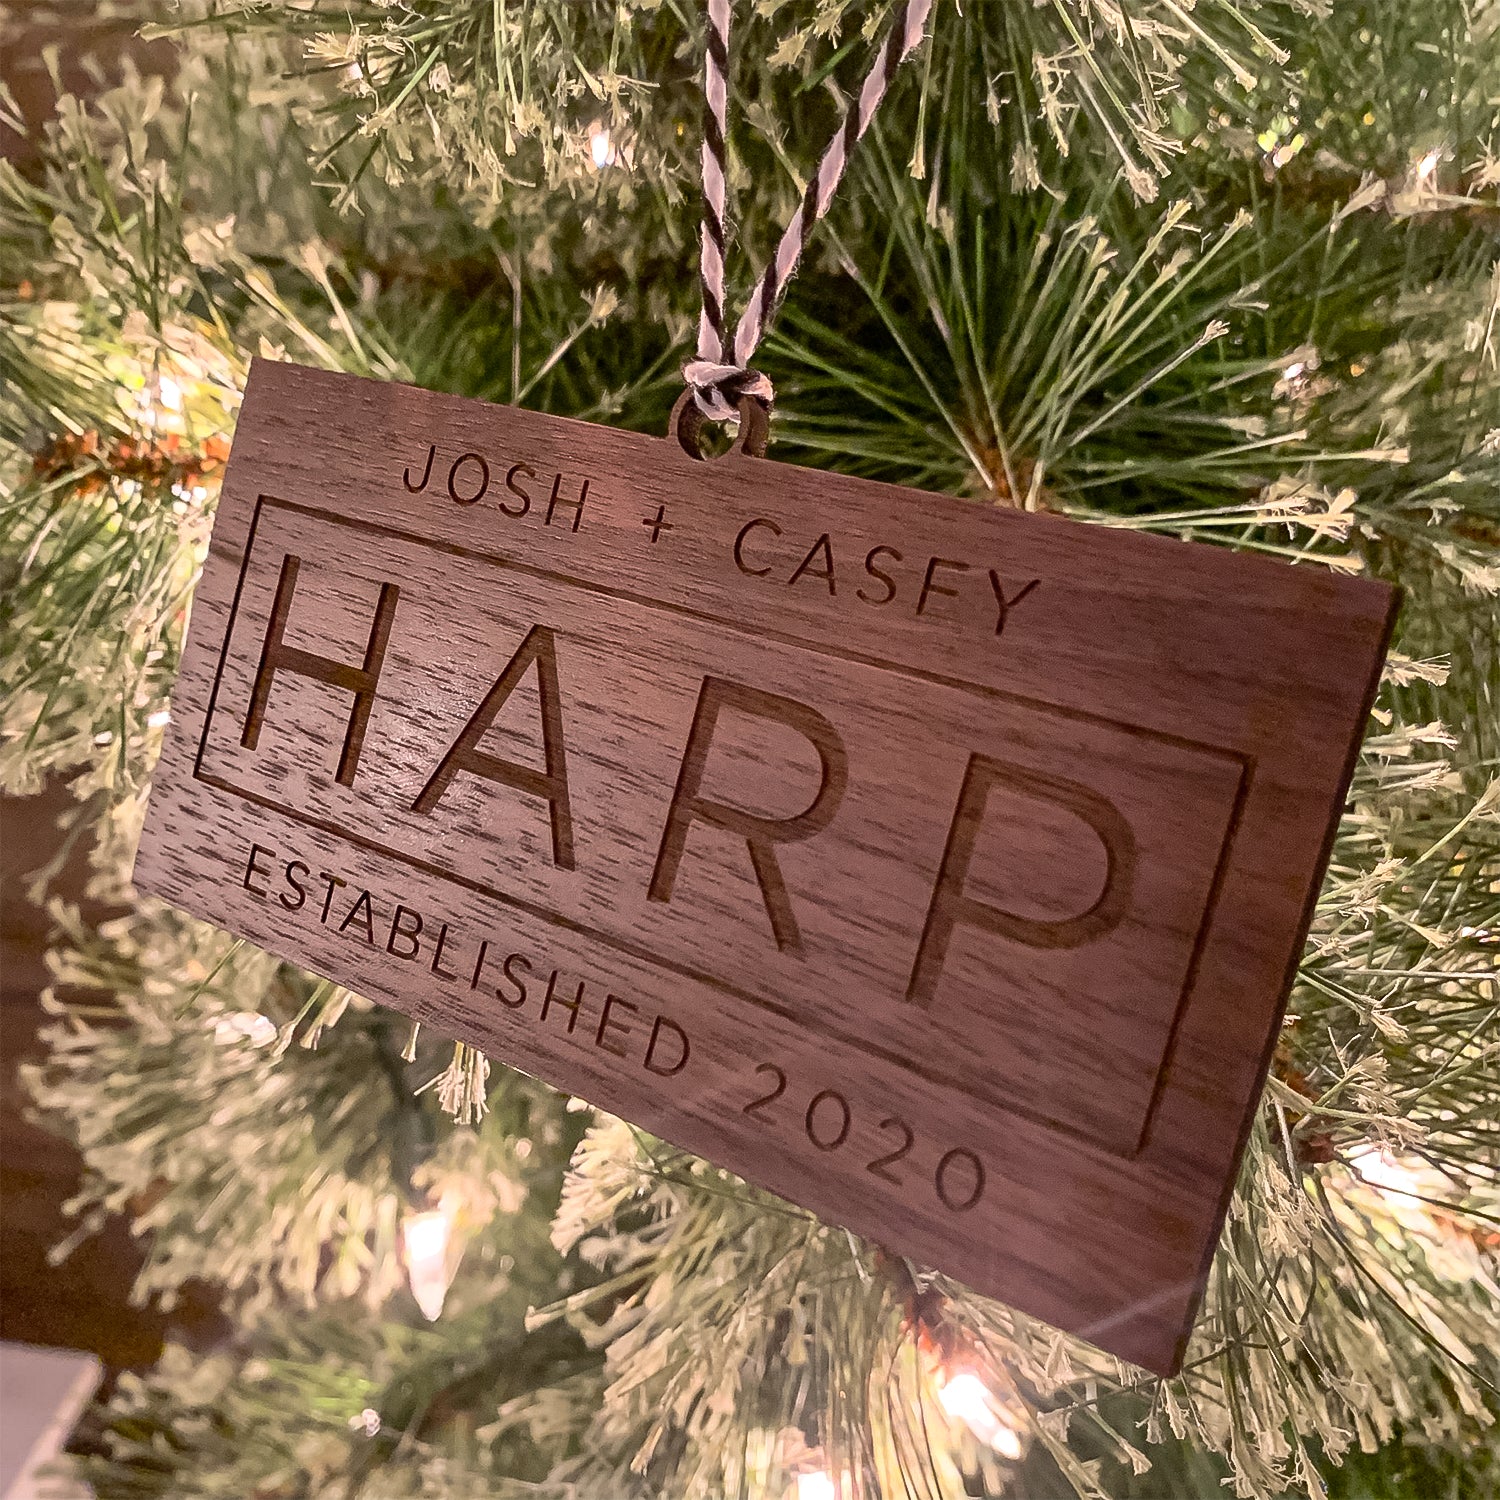 JOSH + CASEY
HARP
ESTABLISHED 2020